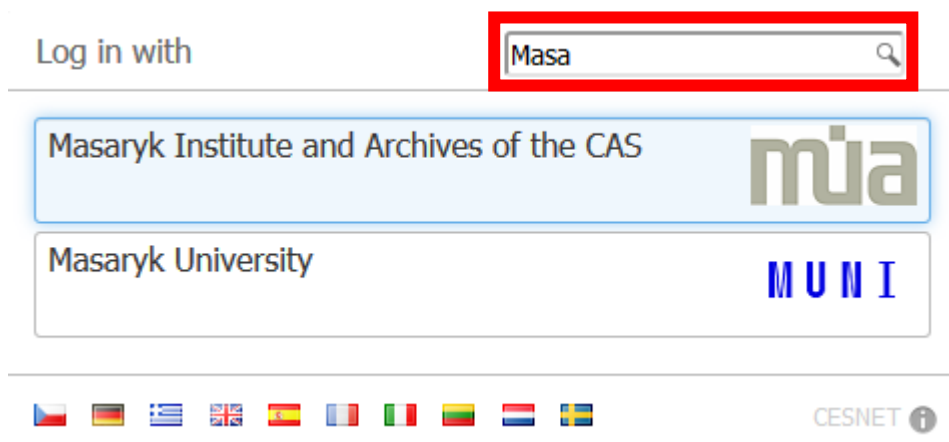 Log in with
Masa
Masaryk Institute and Archives of the CAS
mua
Masaryk University
MUNI
CESNET